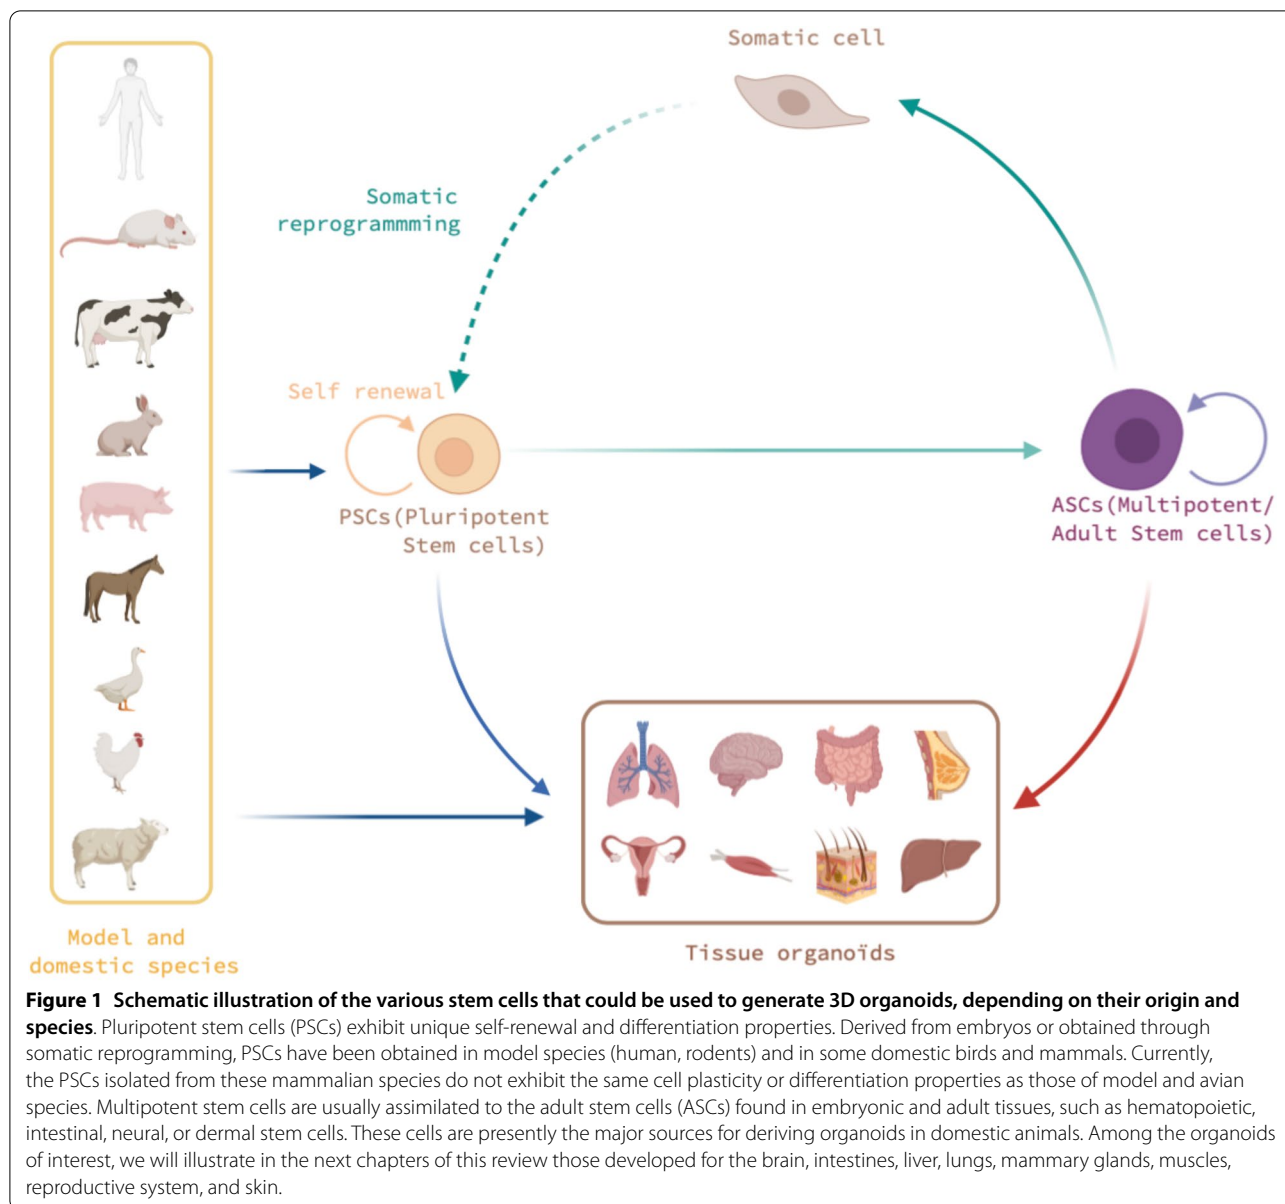 Somatic cell
Somatic
reprogrammming
Self renewal
PSCs(Pluripotent
Stem cells)
ASCs(Multipotent/
Adult Stem cells)
Model and
domestic species
Tissue organoïds
Figure 1 Schematic illustration of the various stem cells that could be used to generate 3D organoids, depending on their origin and
species. Pluripotent stem cells (PSCs) exhibit unique self-renewal and differentiation properties. Derived from embryos or obtained through
somatic reprogramming, PSCs have been obtained in model species (human, rodents) and in some domestic birds and mammals. Currently,
the PSCs isolated from these mammalian species do not exhibit the same cell plasticity or differentiation properties as those of model and avian
species. Multipotent stem cells are usually assimilated to the adult stem cells (ASCs) found in embryonic and adult tissues, such as hematopoietic,
intestinal, neural, or dermal stem cells. These cells are presently the major sources for deriving organoids in domestic animals. Among the organoids
of interest, we will illustrate in the next chapters of this review those developed for the brain, intestines, liver, lungs, mammary glands, muscles,
reproductive system, and skin.